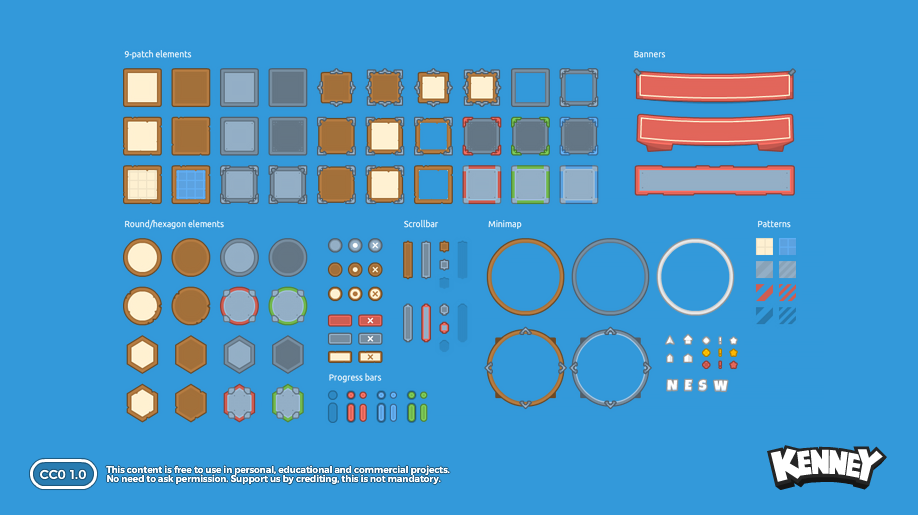 9-patch elements
Banners
Round/hexagon elements
Scrollbar
Minimap
Patterns
Progress bars
N E S W
CC0 1.0
This content is free to use in personal, educational and commercial projects.
No need to ask permission. Support us by crediting, this is not mandatory.
KENNEY